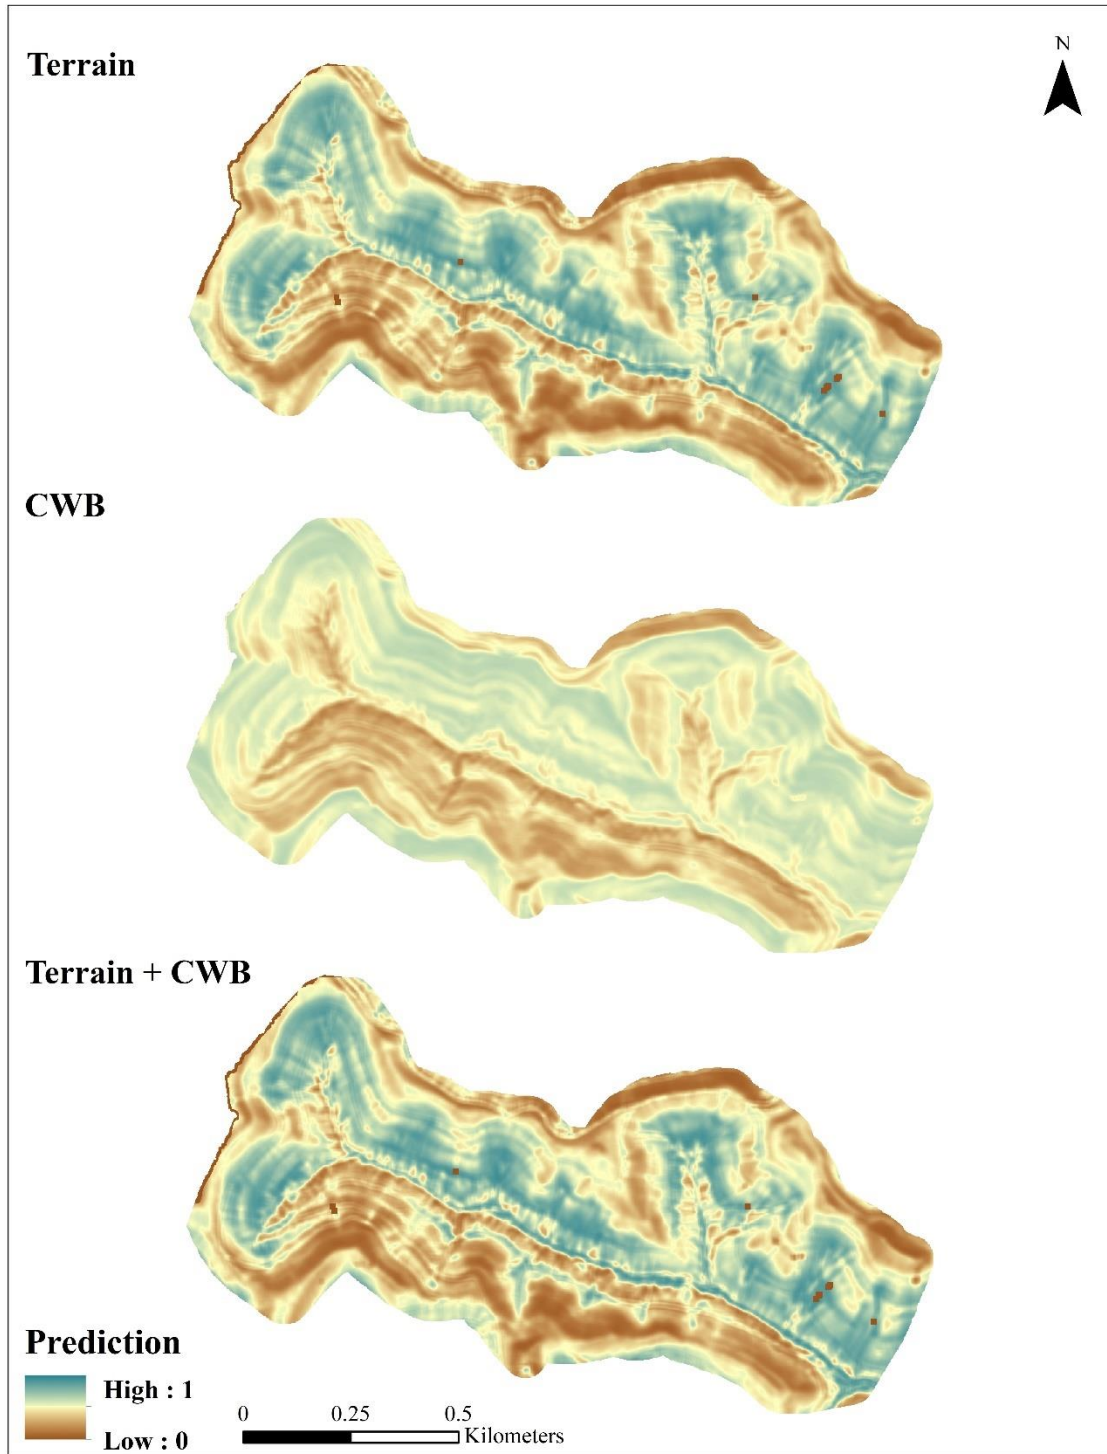 Terrain
N
CWB
Terrain + CWB
Prediction
High : 1
Low : 0
0 0.25 0.5
Kilometers